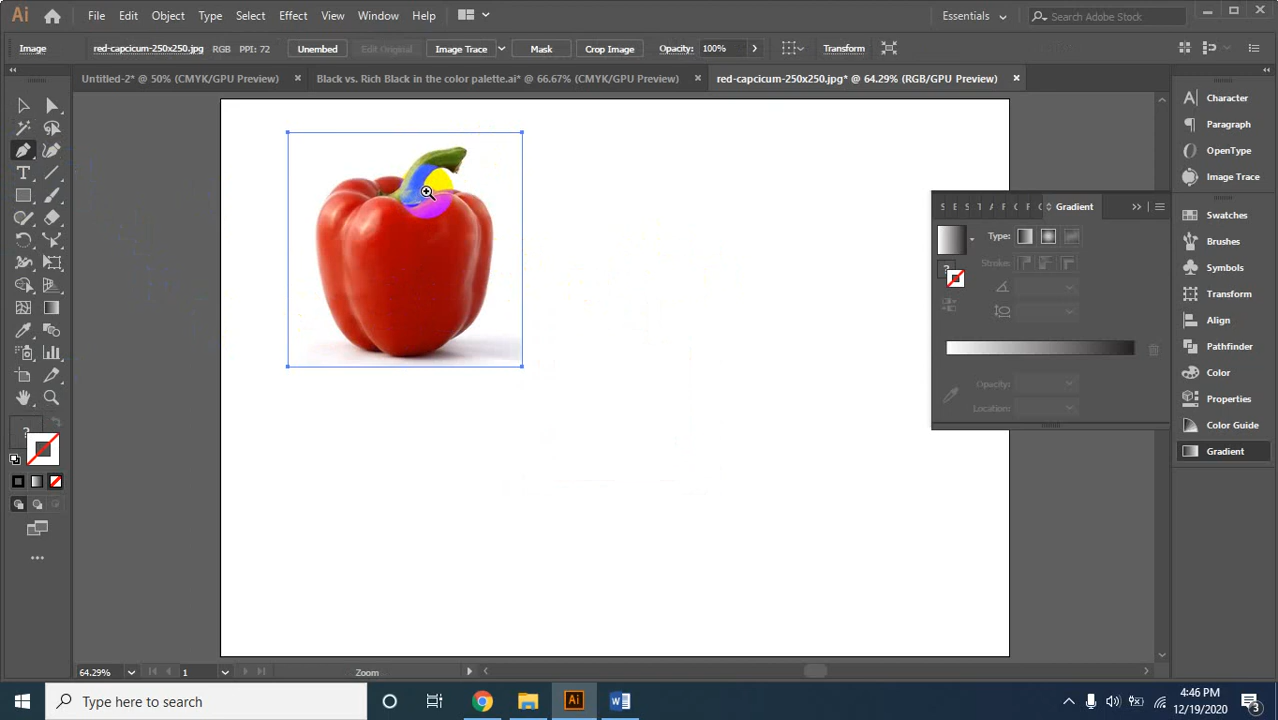 Ai File Edit Object Type Select Effect View Window Help Essentials Search Adobe Stock
Image red-capcicum-250x250.jpg RGB PPI: 72 Unembed Edit Original Image Trace Mask Crop Image Opacity: 100% Transform
Untitled-2* @ 50% (CMYK/GPU Preview) × Black vs. Rich Black in the color palette.ai* @ 66.67% (CMYK/GPU Preview) × red-capcicum-250x250.jpg* @ 64.29% (RGB/GPU Preview) ×
Character
Paragraph
OpenType
Image Trace
S E S T A F C F C Gradient
Type:
Strokes:
Opacity:
Location:
Swatches
Brushes
Symbols
Transform
Align
Pathfinder
Color
Properties
Color Guide
Gradient
?
?
64.29% 1 Zoom
Type here to search
Ai
4:46 PM
12/19/2020
3